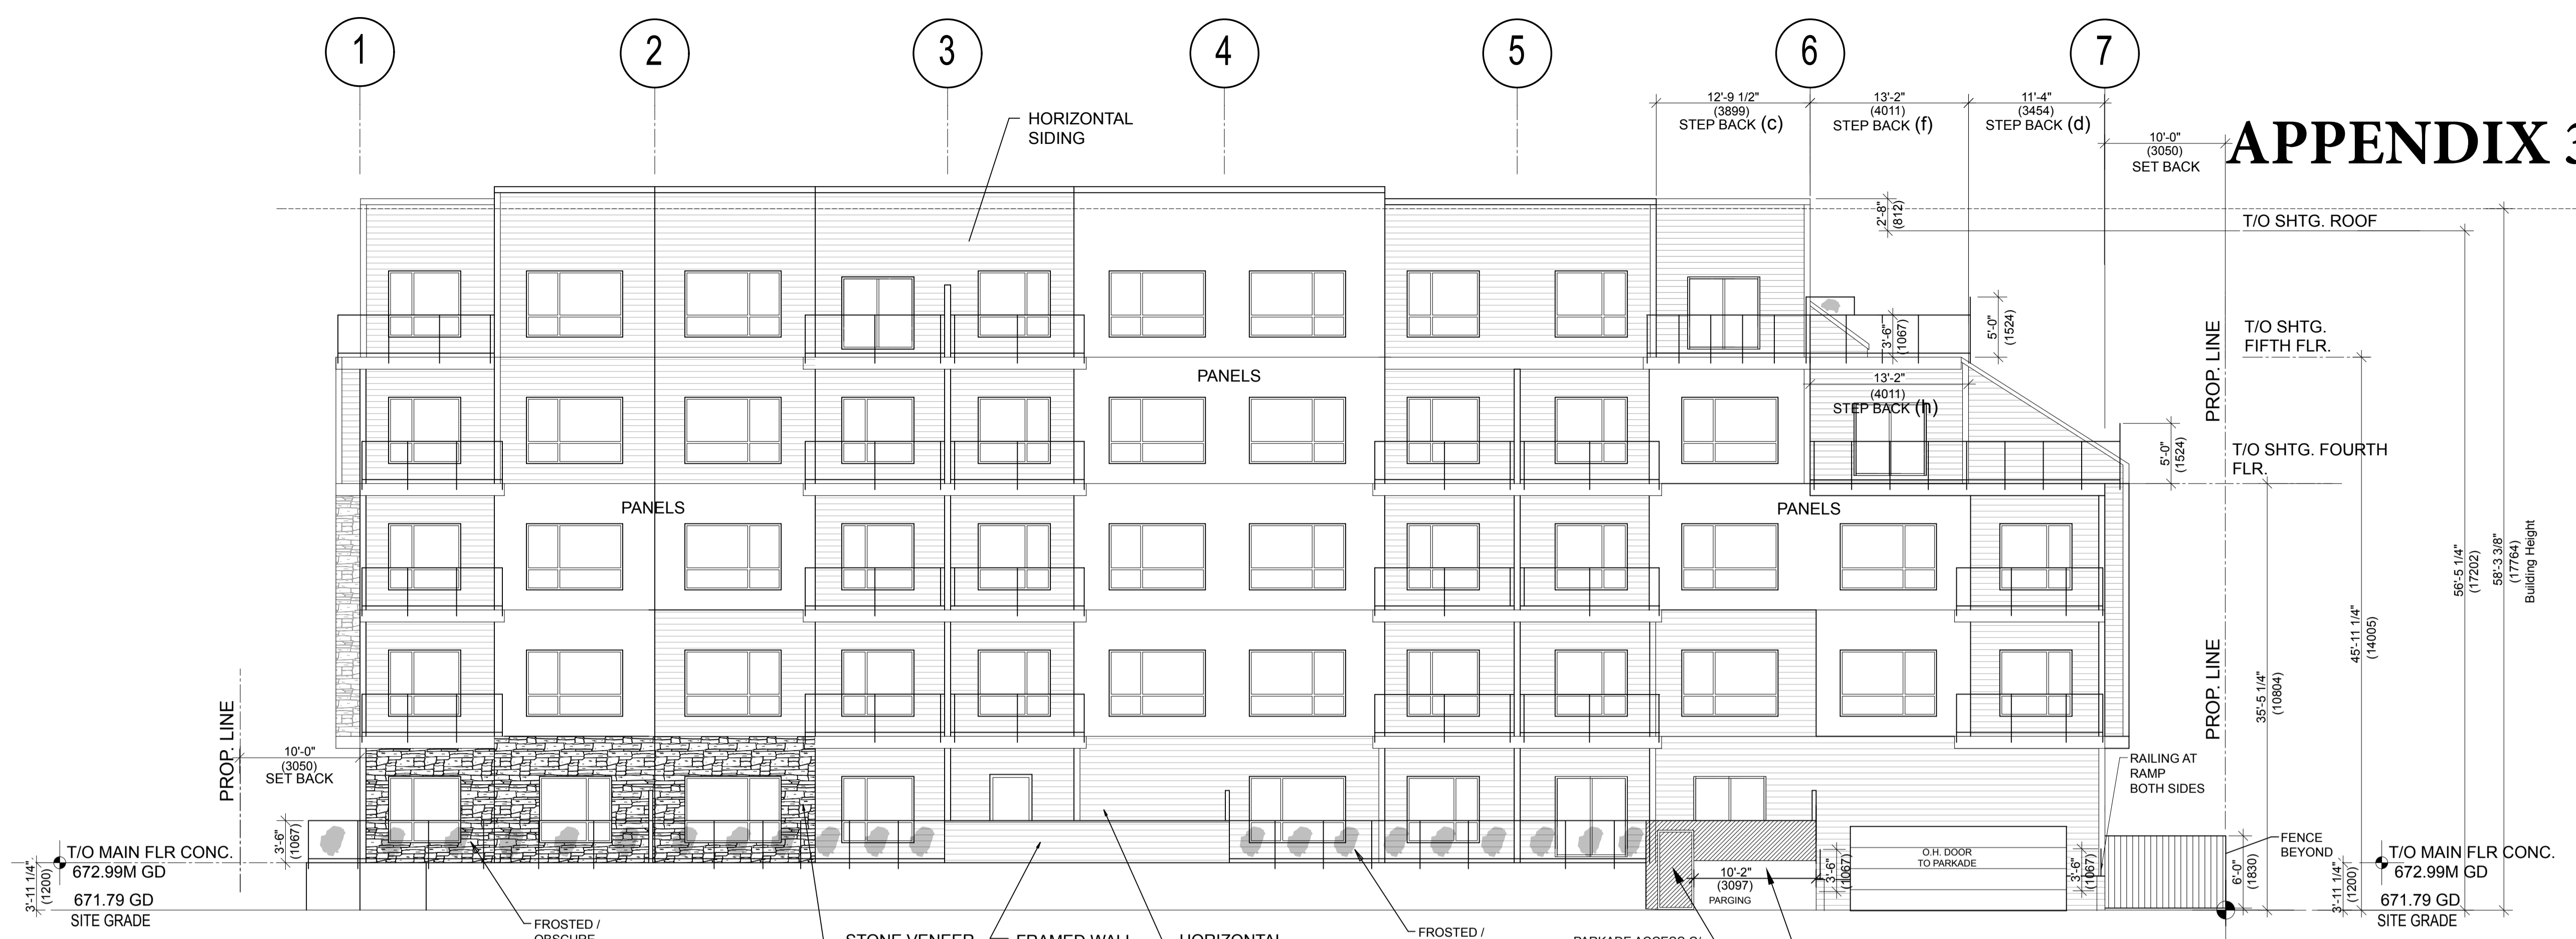 1
2
3
4
5
6
7
12'-9 1/2"
(3899)
STEP BACK (c)
13'-2"
(4011)
STEP BACK (f)
11'-4"
(3454)
STEP BACK (d)
10'-0"
(3050)
SET BACK
APPENDIX 3
HORIZONTAL
SIDING
2'-8"
(812)
T/O SHTG. ROOF
3'-6"
(1067)
5'-0"
(1524)
PROP. LINE
T/O SHTG.
FIFTH FLR.
PANELS
13'-2"
(4011)
STEP BACK (h)
5'-0"
(1524)
T/O SHTG. FOURTH
FLR.
PANELS
PANELS
56'-5 1/4"
(17202)
58'-3 3/8"
(17764)
Building Height
45'-11 1/4"
(14005)
35'-5 1/4"
(10804)
PROP. LINE
PROP. LINE
10'-0"
(3050)
SET BACK
RAILING AT
RAMP
BOTH SIDES
3'-6"
(1067)
T/O MAIN FLR CONC.
672.99M GD
3'-11 1/4"
(1200)
671.79 GD
SITE GRADE
O.H. DOOR
TO PARKADE
3'-6"
(1067)
3'-6"
(1067)
10'-2"
(3097)
PARGING
6'-0"
(1830)
FENCE
BEYOND
T/O MAIN FLR CONC.
672.99M GD
3'-11 1/4"
(1200)
671.79 GD
SITE GRADE
FROSTED /
OBSCURE
STONE VENEER
FRAMED WALL
HORIZONTAL
FROSTED /
PARKADE ACCESS C/